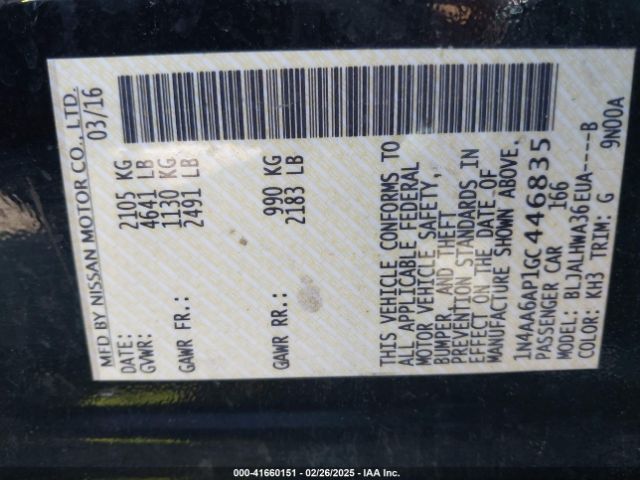 MFD BY NISSAN MOTOR CO., LTD.
DATE: 03/16
GVWR: 2105 KG
4641 LB
GAWR FR.: 1130 KG
2491 LB
GAWR RR.: 990 KG
2183 LB
THIS VEHICLE CONFORMS TO
ALL APPLICABLE FEDERAL
MOTOR VEHICLE SAFETY,
BUMPER, AND THEFT
PREVENTION STANDARDS IN
EFFECT ON THE DATE OF
MANUFACTURE SHOWN ABOVE.
1N4AA6AP1GC446835
PASSENGER CAR 166
MODEL: BLJALHWA36EUA----B
COLOR: KH3 TRIM: G 9N00A
000-41660151 - 02/26/2025 - IAA Inc.